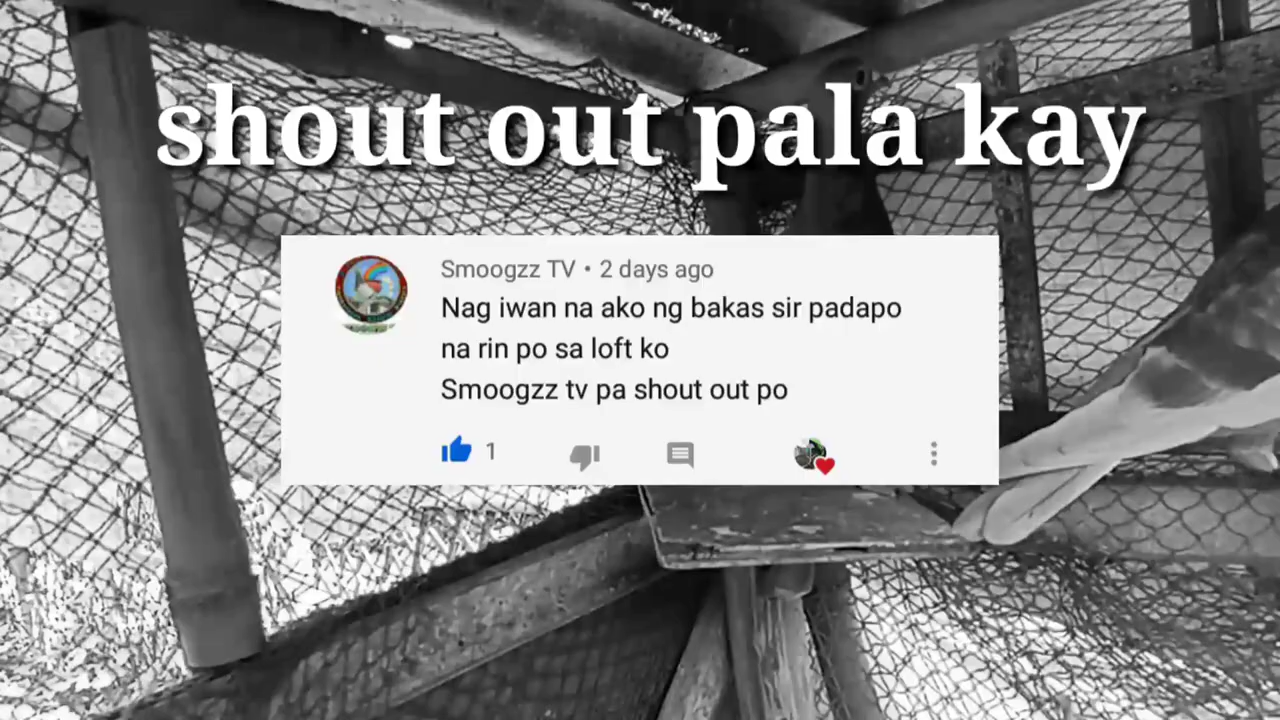 shout out pala kay
Smoogzz TV • 2 days ago
Nag iwan na ako ng bakas sir padapo
na rin po sa loft ko
Smoogzz tv pa shout out po
1